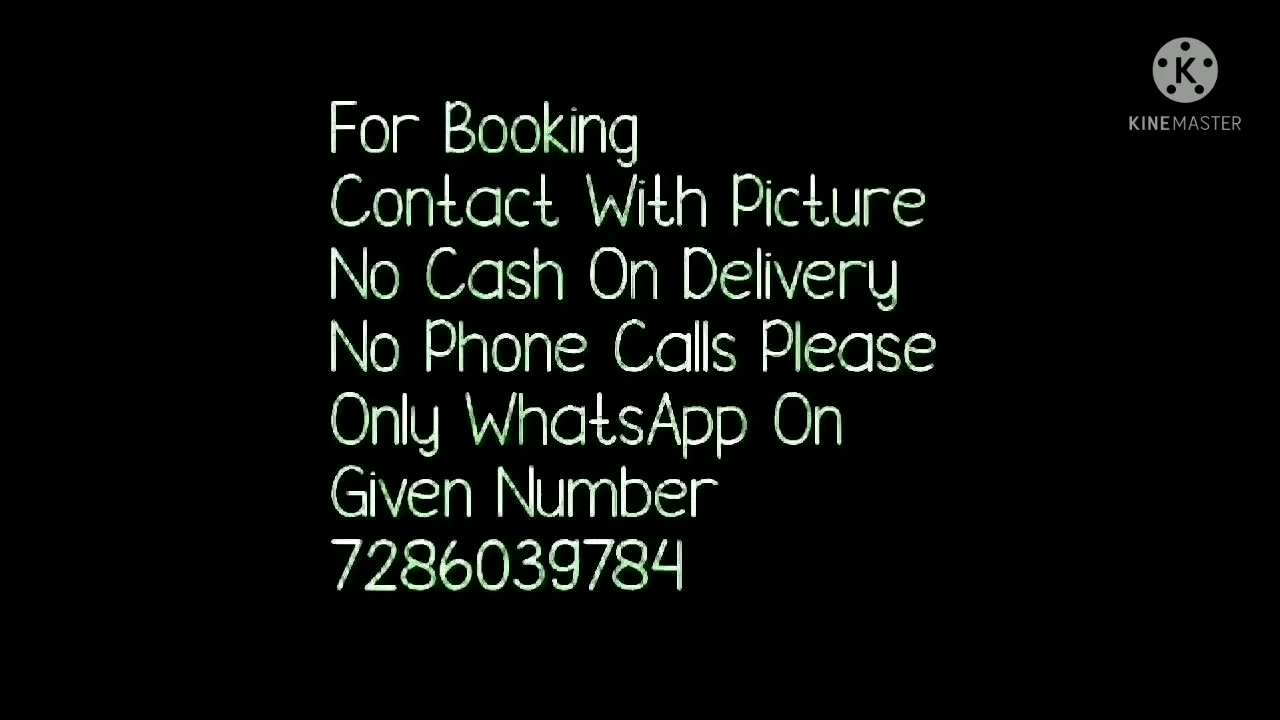 For Booking
Contact With Picture
No Cash On Delivery
No Phone Calls Please
Only WhatsApp On
Given Number
7286039784
K
KINEMASTER